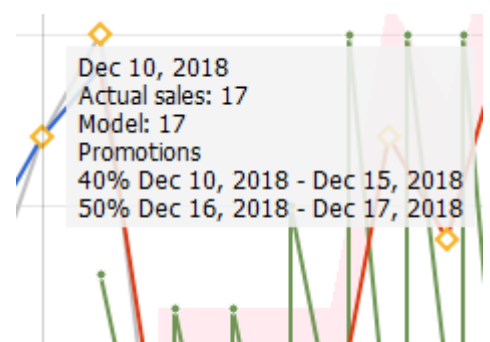 Dec 10, 2018
Actual sales: 17
Model: 17
Promotions
40% Dec 10, 2018 - Dec 15, 2018
50% Dec 16, 2018 - Dec 17, 2018